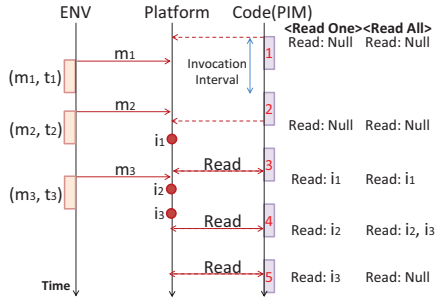 ENV Platform Code(PIM)
<Read One> <Read All>
m1 1 Read: Null Read: Null
Invocation
Interval
(m1, t1)
m2 2
(m2, t2) Read: Null Read: Null
i1
m3 Read 3
i2 Read: i1 Read: i1
(m3, t3)
i3 4
Read Read: i2 Read: i2, i3
Read 5 Read: i3 Read: Null
Time